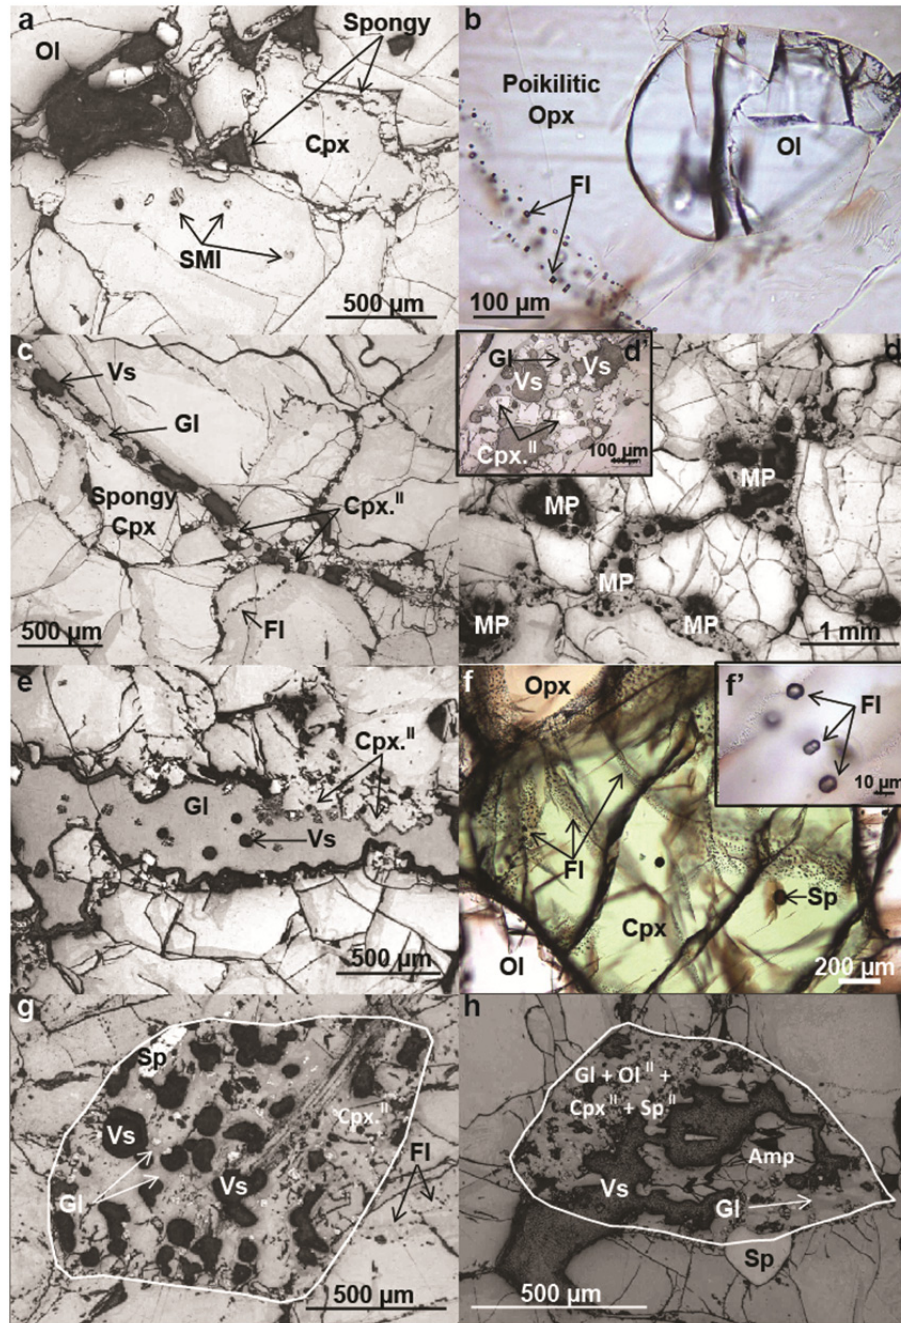 a
Spongy
Ol
Cpx
SMI
500 µm
b
Poikilitic
Opx
Ol
FI
100 µm
c
Vs
Gl
Spongy
Cpx
Cpx.II
FI
500 µm
d'
Gl
Vs
Vs
Cpx.II
100 µm
d
MP
MP
MP
MP
MP
1 mm
e
Cpx.II
Gl
Vs
500 µm
f
Opx
FI
Cpx
Sp
Ol
200 µm
f'
FI
10 µm
g
Sp
Cpx.II
Vs
FI
Gl
Vs
500 µm
h
Gl + Ol II +
Cpx II + Sp II
Amp
Vs
Gl
Sp
500 µm